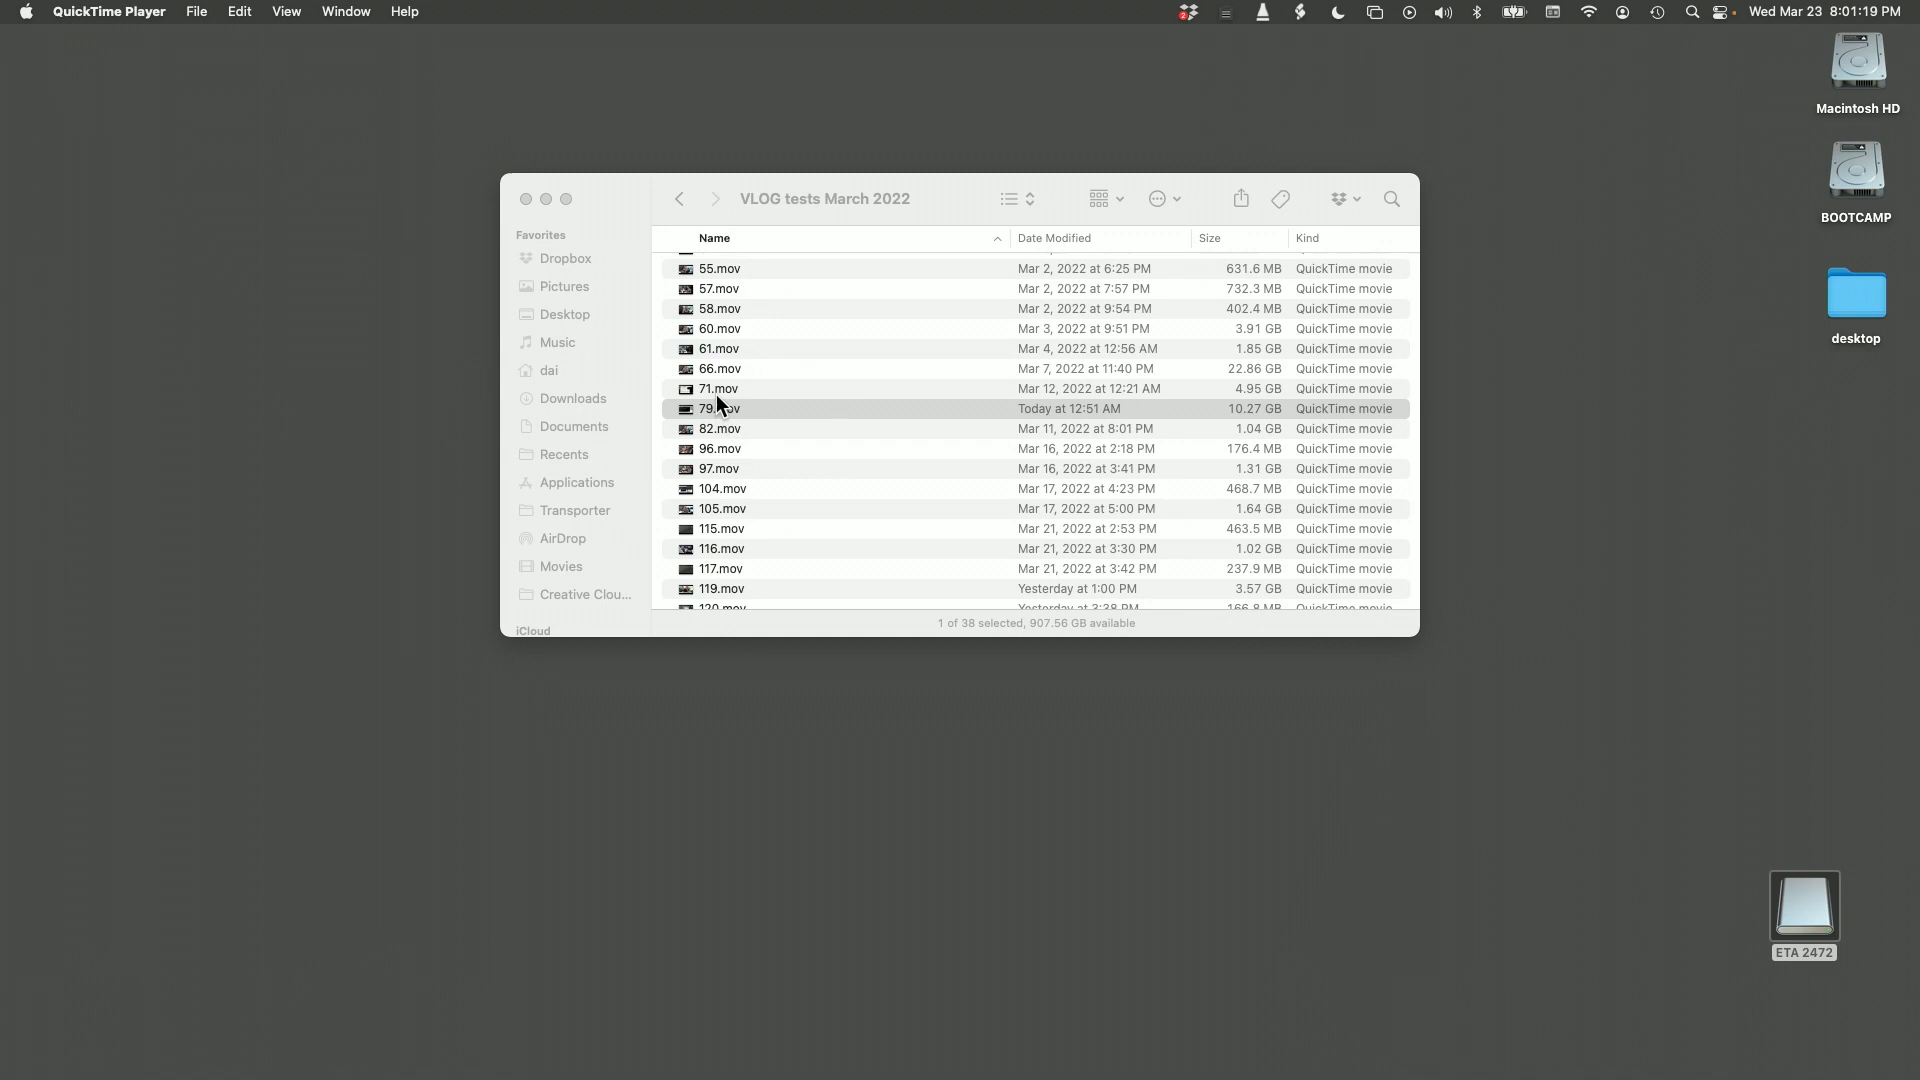 QuickTime Player File Edit View Window Help 2 Wed Mar 23 8:01:19 PM
Macintosh HD
BOOTCAMP
desktop
VLOG tests March 2022
Favorites
Dropbox
Pictures
Desktop
Music
dai
Downloads
Documents
Recents
Applications
Transporter
AirDrop
Movies
Creative Clou...
iCloud
Name Date Modified Size Kind
55.mov Mar 2, 2022 at 6:25 PM 631.6 MB QuickTime movie
57.mov Mar 2, 2022 at 7:57 PM 732.3 MB QuickTime movie
58.mov Mar 2, 2022 at 9:54 PM 402.4 MB QuickTime movie
60.mov Mar 3, 2022 at 9:51 PM 3.91 GB QuickTime movie
61.mov Mar 4, 2022 at 12:56 AM 1.85 GB QuickTime movie
66.mov Mar 7, 2022 at 11:40 PM 22.86 GB QuickTime movie
71.mov Mar 12, 2022 at 12:21 AM 4.95 GB QuickTime movie
79.mov Today at 12:51 AM 10.27 GB QuickTime movie
82.mov Mar 11, 2022 at 8:01 PM 1.04 GB QuickTime movie
96.mov Mar 16, 2022 at 2:18 PM 176.4 MB QuickTime movie
97.mov Mar 16, 2022 at 3:41 PM 1.31 GB QuickTime movie
104.mov Mar 17, 2022 at 4:23 PM 468.7 MB QuickTime movie
105.mov Mar 17, 2022 at 5:00 PM 1.64 GB QuickTime movie
115.mov Mar 21, 2022 at 2:53 PM 463.5 MB QuickTime movie
116.mov Mar 21, 2022 at 3:30 PM 1.02 GB QuickTime movie
117.mov Mar 21, 2022 at 3:42 PM 237.9 MB QuickTime movie
119.mov Yesterday at 1:00 PM 3.57 GB QuickTime movie
120.mov Yesterday at 3:38 PM 166.8 MB QuickTime movie
1 of 38 selected, 907.56 GB available
ETA 2472